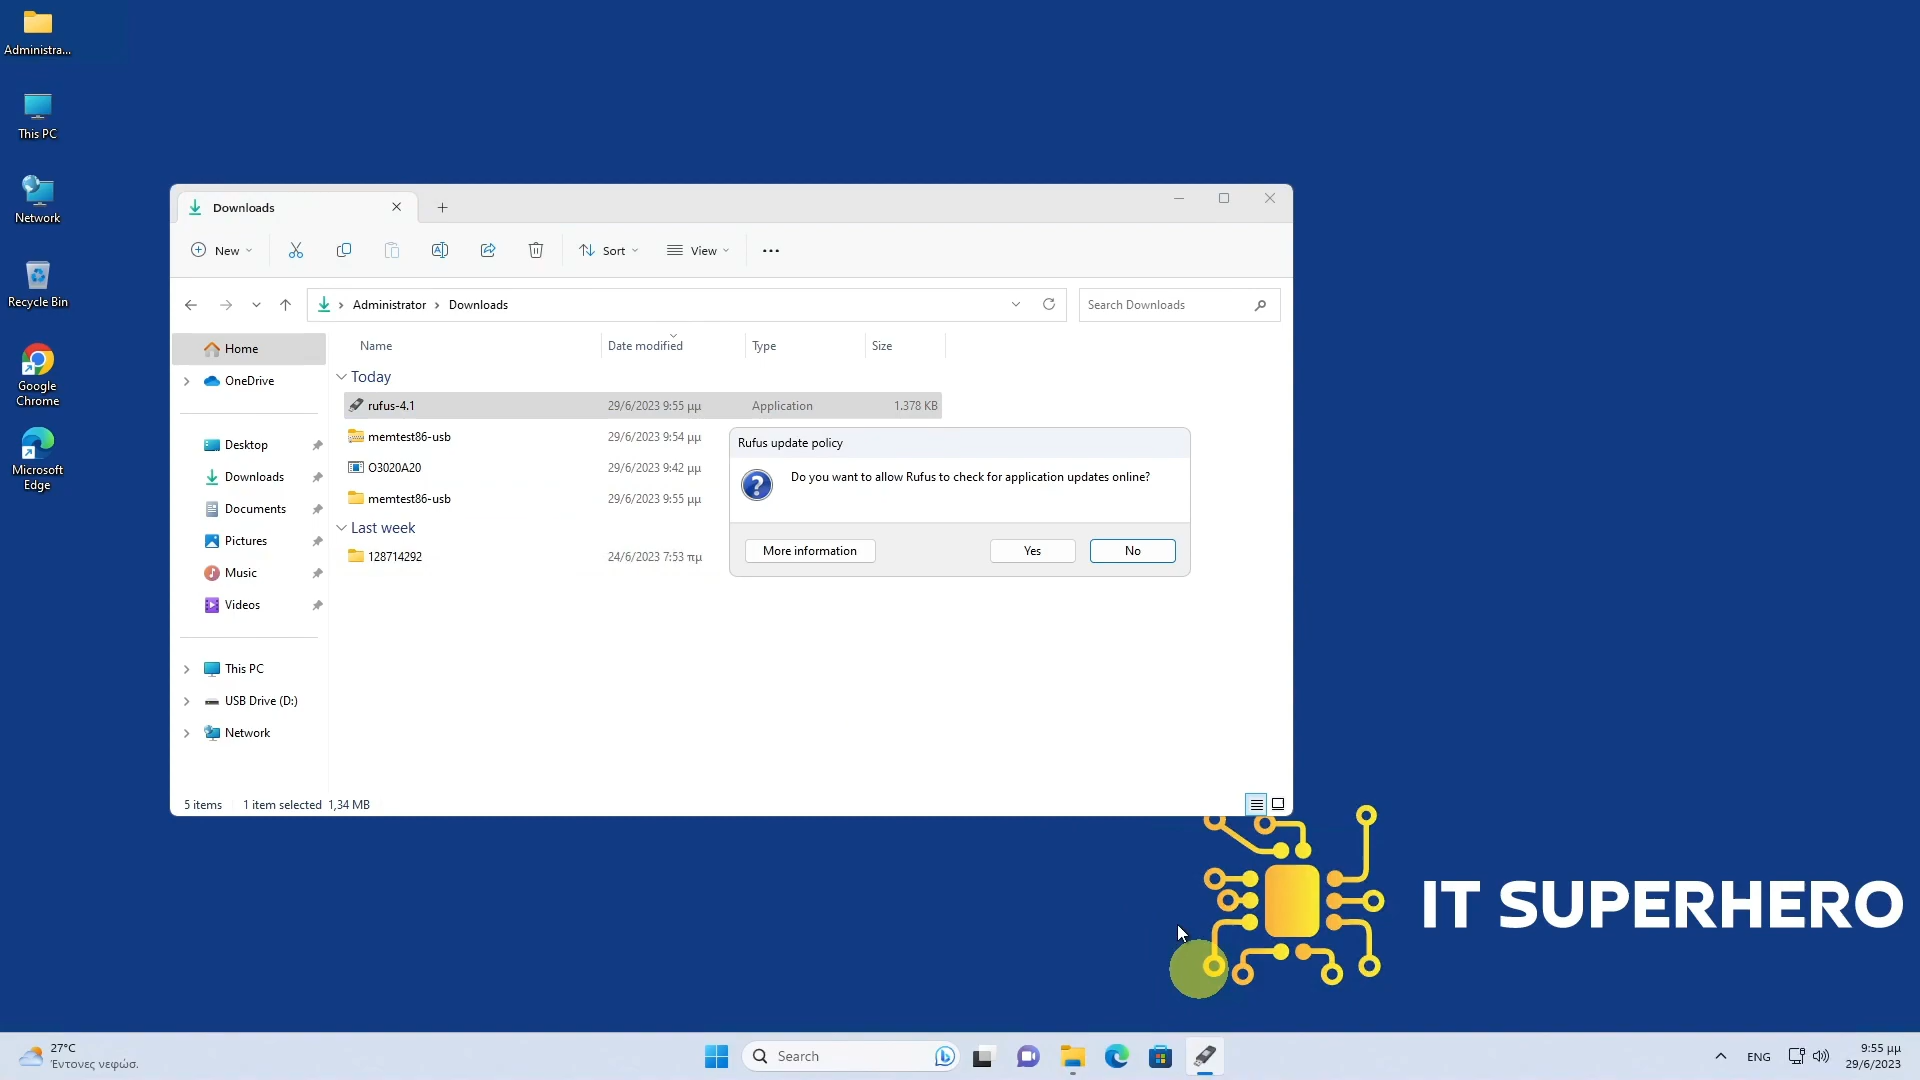 Administra...
This PC
Network
Recycle Bin
Google
Chrome
Microsoft
Edge
Downloads
New
Sort
View
Administrator
Downloads
Search Downloads
Home
OneDrive
Desktop
Downloads
Documents
Pictures
Music
Videos
This PC
USB Drive (D:)
Network
Name Date modified Type Size
Today
rufus-4.1 29/6/2023 9:55 μμ Application 1.378 KB
memtest86-usb 29/6/2023 9:54 μμ
O3020A20 29/6/2023 9:42 μμ
memtest86-usb 29/6/2023 9:55 μμ
Last week
128714292 24/6/2023 7:53 πμ
Rufus update policy
Do you want to allow Rufus to check for application updates online?
More information Yes No
5 items 1 item selected 1,34 MB
IT SUPERHERO
27°C
Έντονες νεφώσ.
Search
ENG
9:55 μμ
29/6/2023